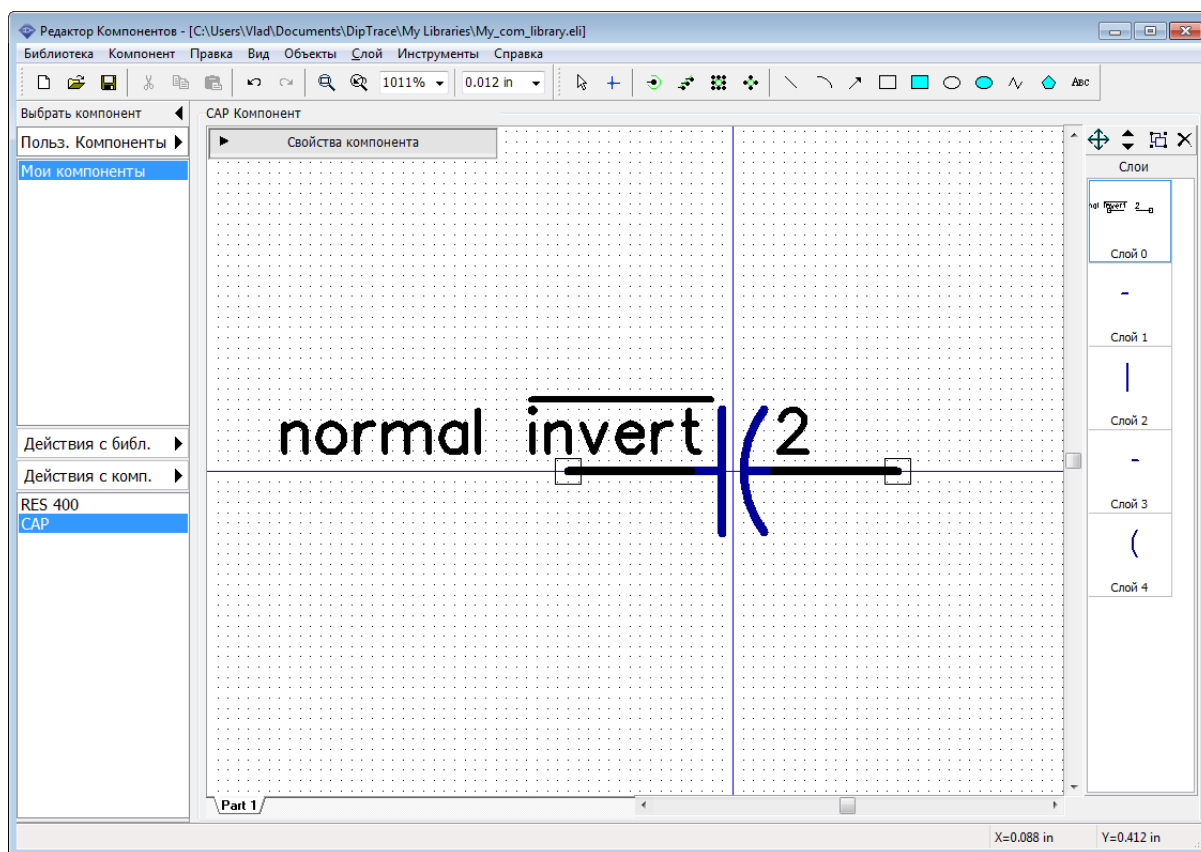 Редактор Компонентов - [C:\Users\Vlad\Documents\DipTrace\My Libraries\My_com_library.eli]
Библиотека Компонент Правка Вид Объекты Слой Инструменты Справка
1011% 0.012 in ABC
Выбрать компонент
CAP Компонент
Польз. Компоненты
Свойства компонента
Мои компоненты
Слои
invert 2
Слой 0
Слой 1
Слой 2
Слой 3
Слой 4
normal invert 2
Действия с библ.
Действия с комп.
RES 400
CAP
Part 1
X=0.088 in Y=0.412 in